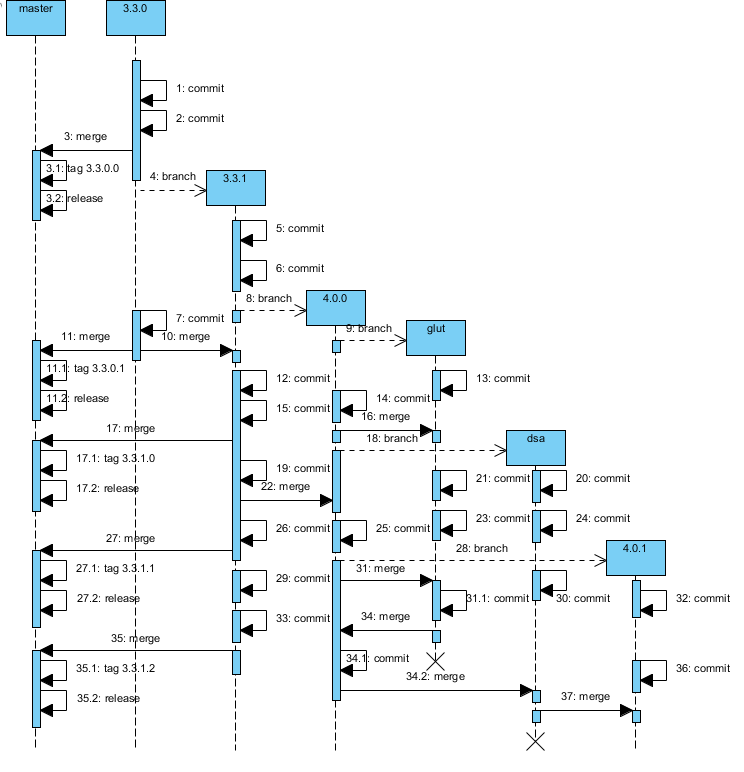 master
3.3.0
1: commit
2: commit
3: merge
3.1: tag 3.3.0.0
4: branch
3.3.1
3.2: release
5: commit
6: commit
8: branch
4.0.0
7: commit
9: branch
glut
11: merge
10: merge
11.1: tag 3.3.0.1
12: commit
13: commit
11.2: release
14: commit
15: commit
16: merge
17: merge
18: branch
dsa
17.1: tag 3.3.1.0
19: commit
21: commit
20: commit
17.2: release
22: merge
23: commit
24: commit
26: commit
25: commit
27: merge
28: branch
4.0.1
27.1: tag 3.3.1.1
29: commit
31: merge
27.2: release
31.1: commit
30: commit
32: commit
33: commit
34: merge
35: merge
34.1: commit
35.1: tag 3.3.1.2
34.2: merge
36: commit
35.2: release
37: merge